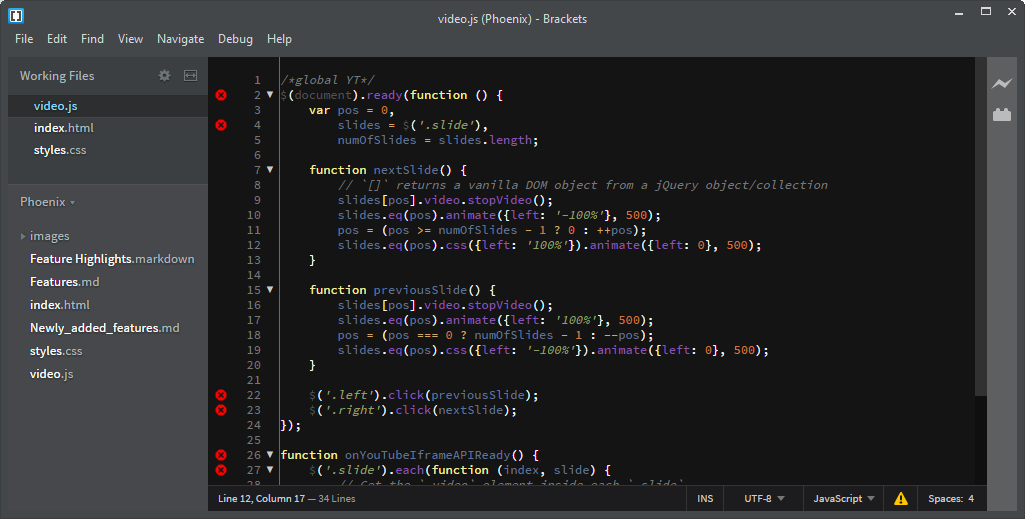 video.js (Phoenix) - Brackets
File Edit Find View Navigate Debug Help
Working Files
video.js
index.html
styles.css
Phoenix
images
Feature Highlights.markdown
Features.md
index.html
Newly_added_features.md
styles.css
video.js
1 /*global YT*/
2 $(document).ready(function () {
3 var pos = 0,
4 slides = $('.slide'),
5 numOfSlides = slides.length;
6
7 function nextSlide() {
8 // `[]` returns a vanilla DOM object from a jQuery object/collection
9 slides[pos].video.stopVideo();
10 slides.eq(pos).animate({left: '-100%'}, 500);
11 pos = (pos >= numOfSlides - 1 ? 0 : ++pos);
12 slides.eq(pos).css({left: '100%'}).animate({left: 0}, 500);
13 }
14
15 function previousSlide() {
16 slides[pos].video.stopVideo();
17 slides.eq(pos).animate({left: '100%'}, 500);
18 pos = (pos === 0 ? numOfSlides - 1 : --pos);
19 slides.eq(pos).css({left: '-100%'}).animate({left: 0}, 500);
20 }
21
22 $('.left').click(previousSlide);
23 $('.right').click(nextSlide);
24 });
25
26 function onYouTubeIframeAPIReady() {
27 $('.slide').each(function (index, slide) {
28 // Get the `.video` element inside each `.slide`
Line 12, Column 17 — 34 Lines
INS UTF-8 JavaScript Spaces: 4